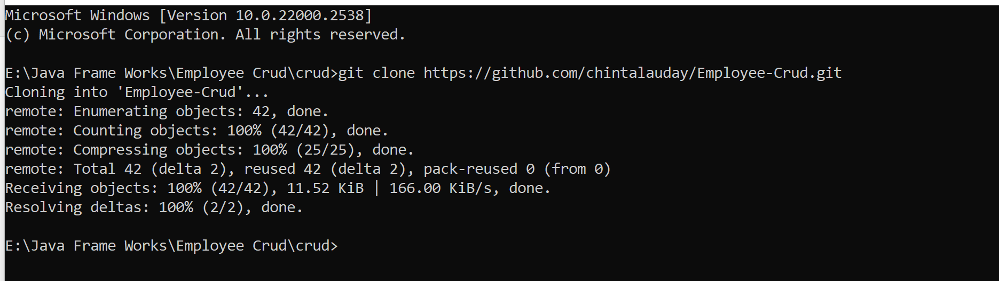 Microsoft Windows [Version 10.0.22000.2538]
(c) Microsoft Corporation. All rights reserved.
E:\Java Frame Works\Employee Crud\crud>git clone https://github.com/chintalauday/Employee-Crud.git
Cloning into 'Employee-Crud'...
remote: Enumerating objects: 42, done.
remote: Counting objects: 100% (42/42), done.
remote: Compressing objects: 100% (25/25), done.
remote: Total 42 (delta 2), reused 42 (delta 2), pack-reused 0 (from 0)
Receiving objects: 100% (42/42), 11.52 KiB | 166.00 KiB/s, done.
Resolving deltas: 100% (2/2), done.
E:\Java Frame Works\Employee Crud\crud>